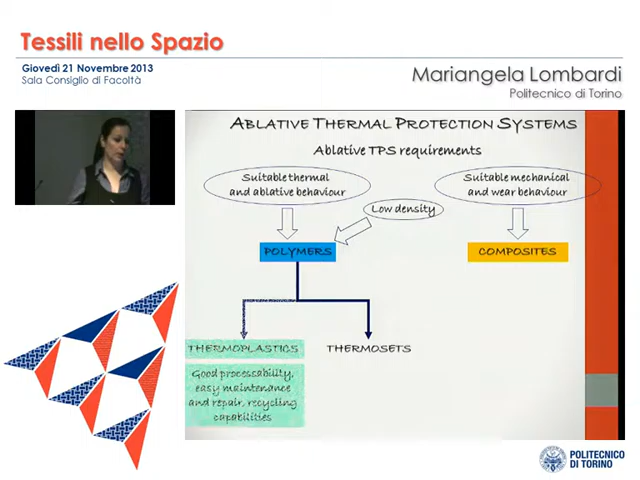 Tessili nello Spazio
Giovedì 21 Novembre 2013
Sala Consiglio di Facoltà
Mariangela Lombardi
Politecnico di Torino
ABLATIVE THERMAL PROTECTION SYSTEMS
Ablative TPS requirements
Suitable thermal
and ablative behaviour
Suitable mechanical
and wear behaviour
Low density
POLYMERS
COMPOSITES
THERMOPLASTICS
THERMOSETS
Good processability,
easy maintenance
and repair, recycling
capabilities
POLITECNICO
DI TORINO